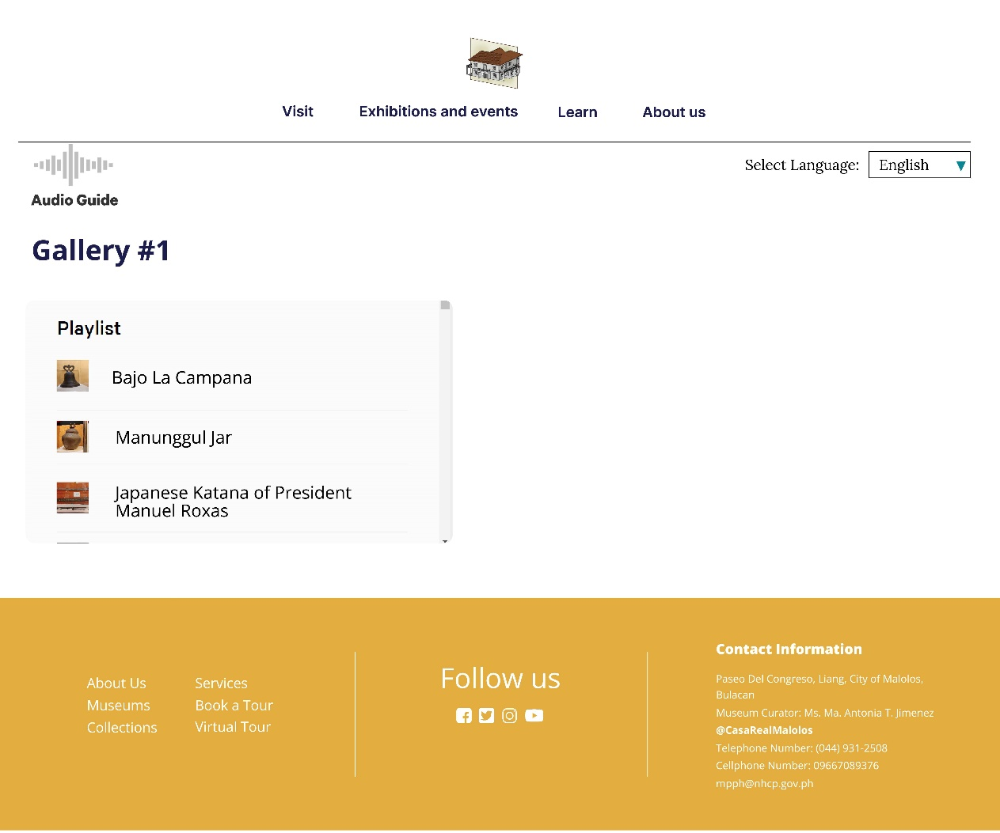 Visit Exhibitions and events Learn About us
Audio Guide
Select Language: English
Gallery #1
Playlist
Bajo La Campana
Manunggul Jar
Japanese Katana of President
Manuel Roxas
About Us
Museums
Collections
Services
Book a Tour
Virtual Tour
Follow us
Contact Information
Paseo Del Congreso, Liang, City of Malolos,
Bulacan
Museum Curator: Ms. Ma. Antonia T. Jimenez
@CasaRealMalolos
Telephone Number: (044) 931-2508
Cellphone Number: 09667089376
mpph@nhcp.gov.ph